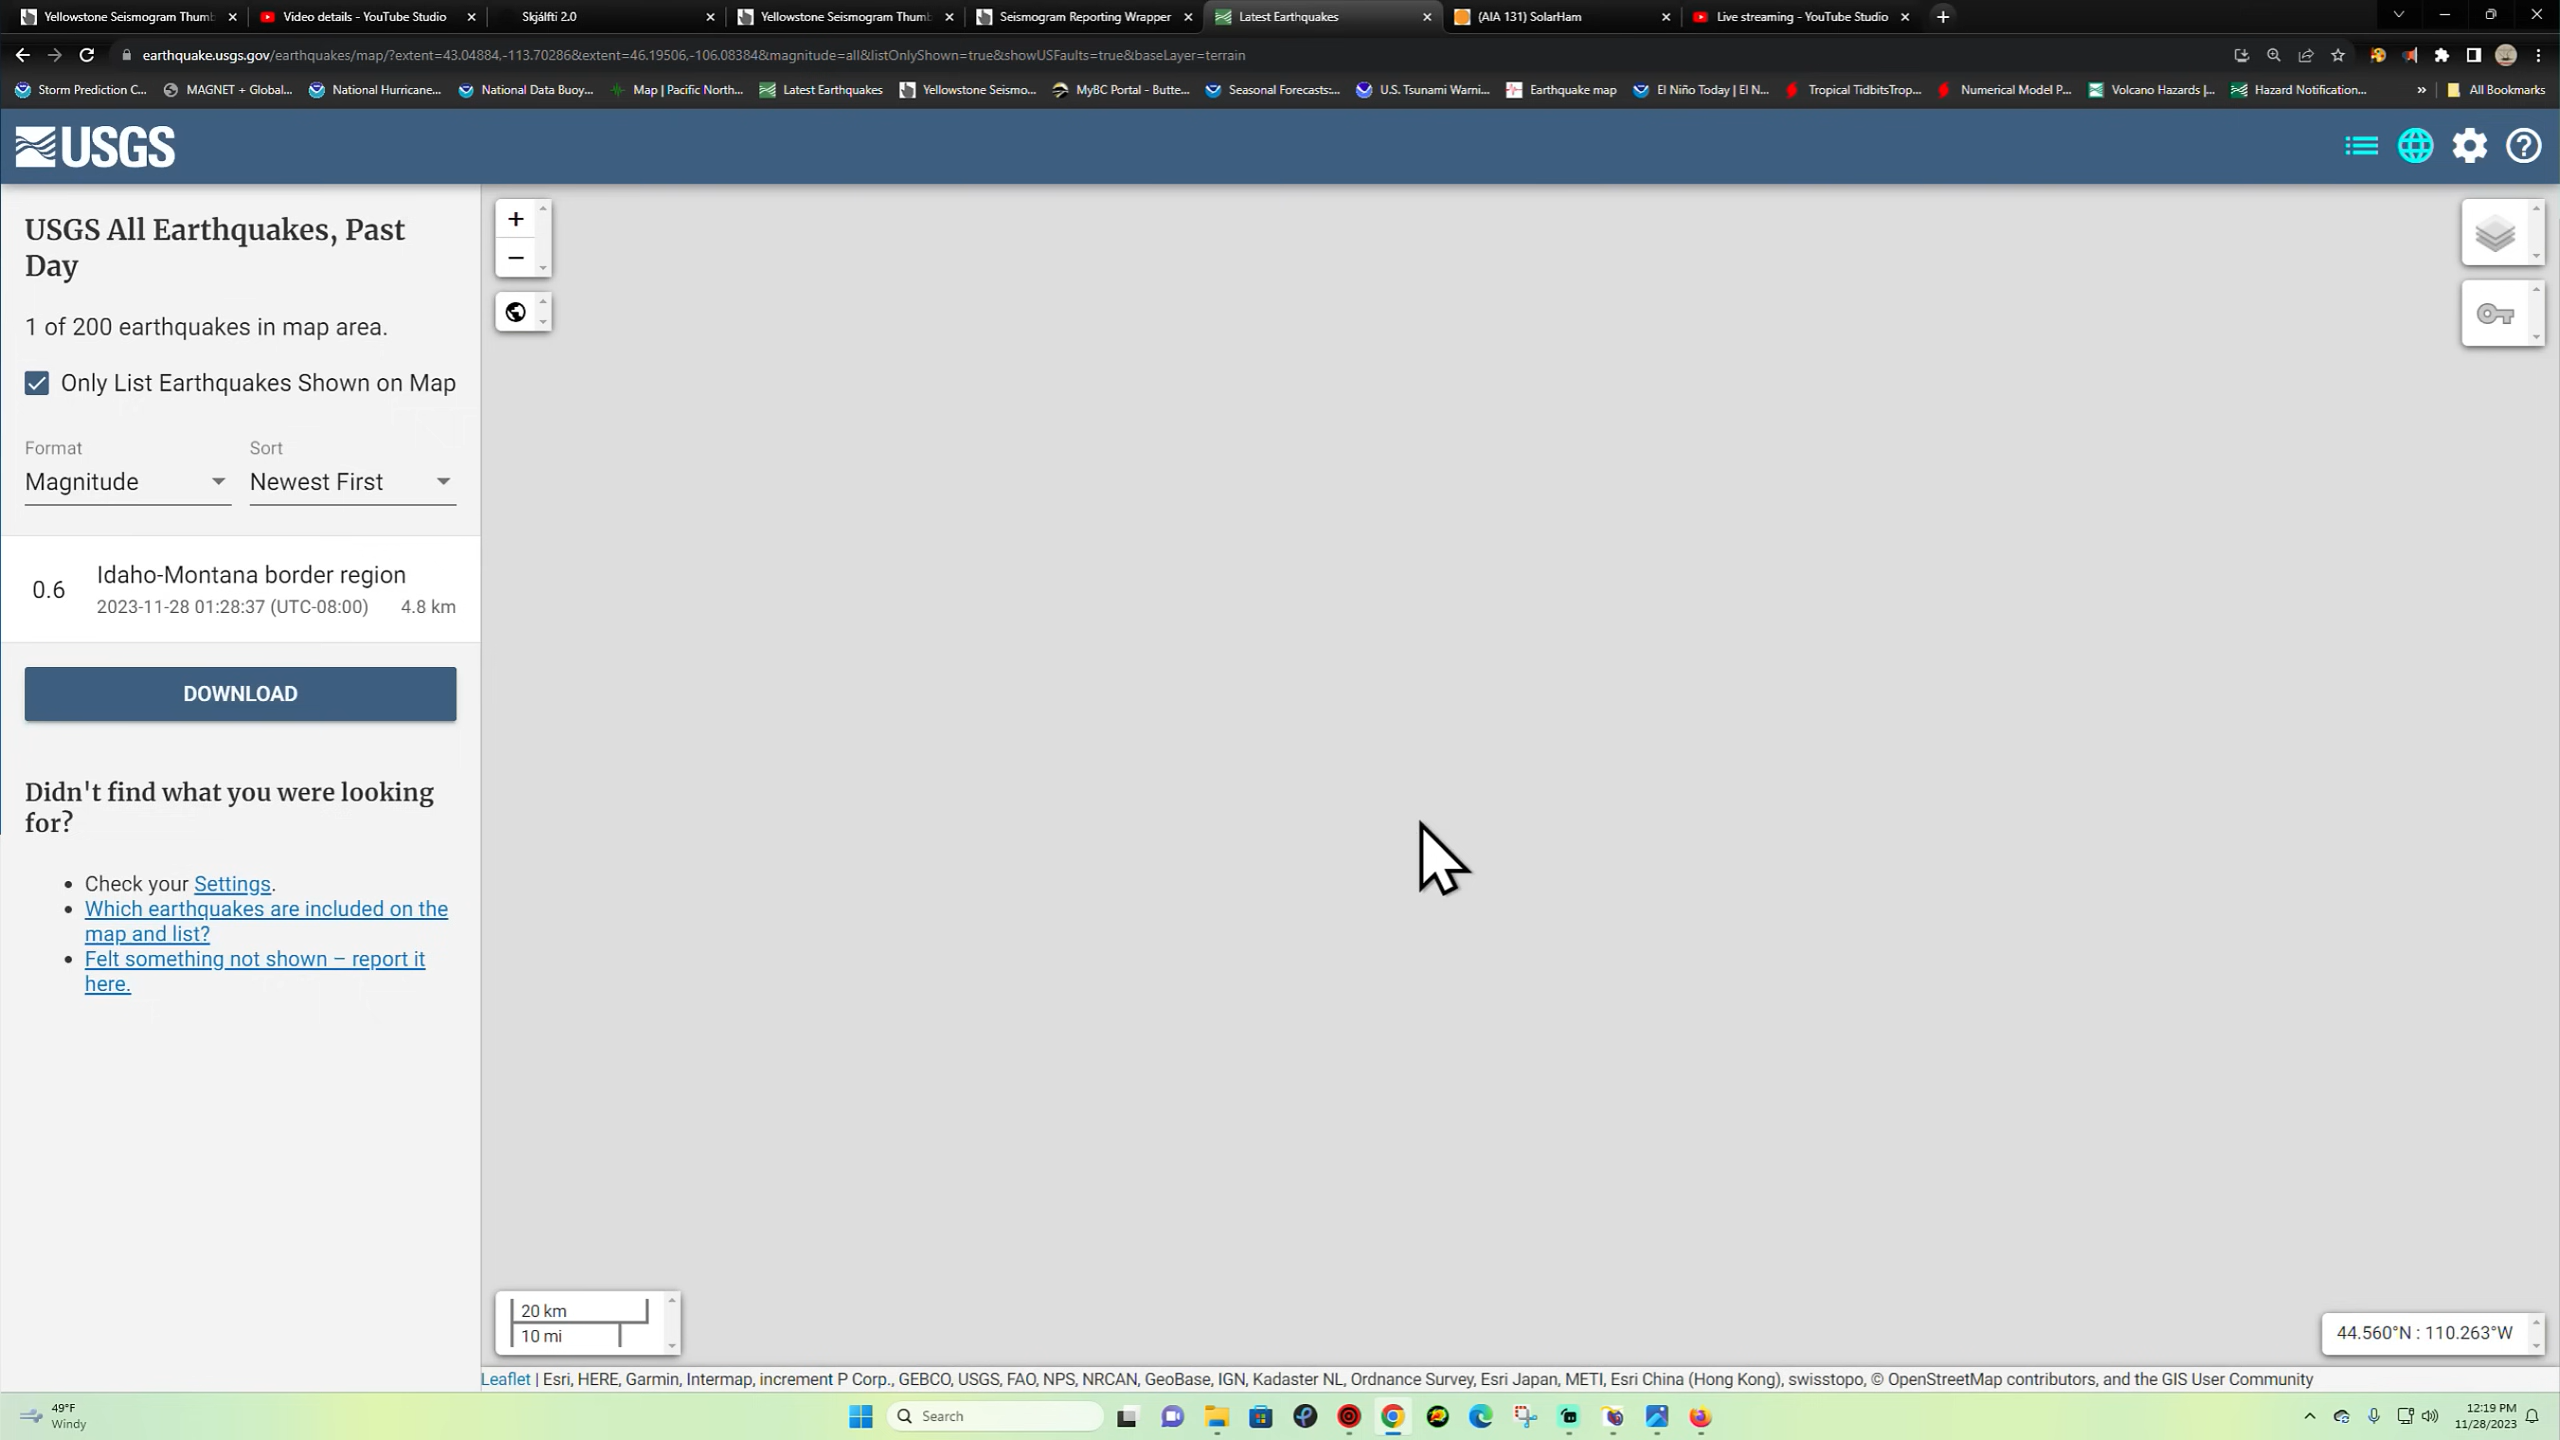 Yellowstone Seismogram Thumb
Video details - YouTube Studio
Skjálfti 2.0
Yellowstone Seismogram Thumb
Seismogram Reporting Wrapper
Latest Earthquakes
(AIA 131) SolarHam
Live streaming - YouTube Studio
earthquake.usgs.gov/earthquakes/map/?extent=43.04884,-113.70286&extent=46.19506,-106.08384&magnitude=all&listOnlyShown=true&showUSFaults=true&baseLayer=terrain
Storm Prediction C...
MAGNET + Global...
National Hurricane...
National Data Buoy...
Map | Pacific North...
Latest Earthquakes
Yellowstone Seismo...
MyBC Portal - Butte...
Seasonal Forecasts:...
U.S. Tsunami Warni...
Earthquake map
El Niño Today | El N...
Tropical TidbitsTrop...
Numerical Model P...
Volcano Hazards |...
Hazard Notification...
»
All Bookmarks
USGS
USGS All Earthquakes, Past
Day
1 of 200 earthquakes in map area.
Only List Earthquakes Shown on Map
Format
Sort
Magnitude
Newest First
0.6
Idaho-Montana border region
2023-11-28 01:28:37 (UTC-08:00) 4.8 km
DOWNLOAD
Didn't find what you were looking
for?
• Check your Settings.
• Which earthquakes are included on the
map and list?
• Felt something not shown – report it
here.
+
−
20 km
10 mi
44.560°N : 110.263°W
Leaflet | Esri, HERE, Garmin, Intermap, increment P Corp., GEBCO, USGS, FAO, NPS, NRCAN, GeoBase, IGN, Kadaster NL, Ordnance Survey, Esri Japan, METI, Esri China (Hong Kong), swisstopo, © OpenStreetMap contributors, and the GIS User Community
49°F
Windy
Search
12:19 PM
11/28/2023